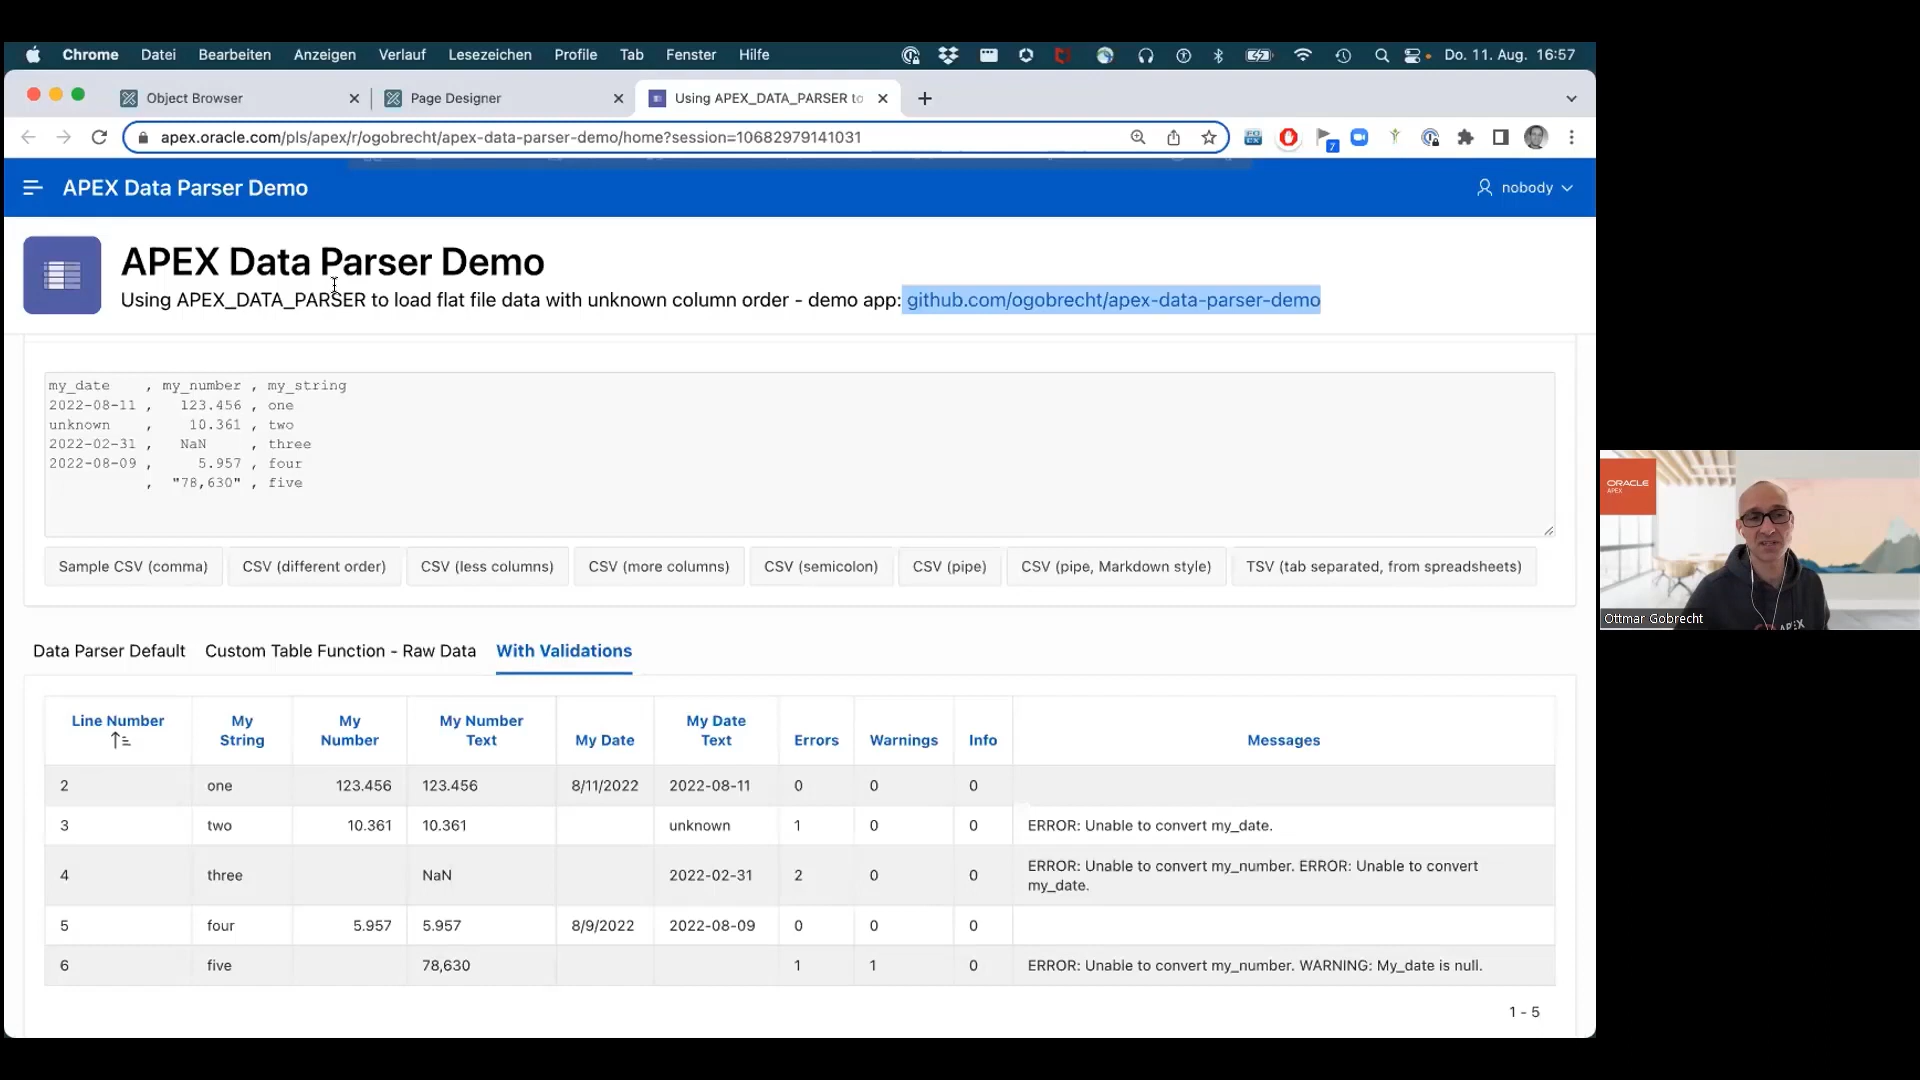 Chrome Datei Bearbeiten Anzeigen Verlauf Lesezeichen Profile Tab Fenster Hilfe Do. 11. Aug. 16:57
Object Browser Page Designer Using APEX_DATA_PARSER to
apex.oracle.com/pls/apex/r/ogobrecht/apex-data-parser-demo/home?session=10682979141031 7
APEX Data Parser Demo nobody
APEX Data Parser Demo
Using APEX_DATA_PARSER to load flat file data with unknown column order - demo app: github.com/ogobrecht/apex-data-parser-demo
my_date , my_number , my_string
2022-08-11 , 123.456 , one
unknown , 10.361 , two
2022-02-31 , NaN , three
2022-08-09 , 5.957 , four
, "78,630" , five
Sample CSV (comma) CSV (different order) CSV (less columns) CSV (more columns) CSV (semicolon) CSV (pipe) CSV (pipe, Markdown style) TSV (tab separated, from spreadsheets)
Data Parser Default Custom Table Function - Raw Data With Validations
Line Number My String My Number My Number Text My Date My Date Text Errors Warnings Info Messages
2 one 123.456 123.456 8/11/2022 2022-08-11 0 0 0
3 two 10.361 10.361 unknown 1 0 0 ERROR: Unable to convert my_date.
4 three NaN 2022-02-31 2 0 0 ERROR: Unable to convert my_number. ERROR: Unable to convert
my_date.
5 four 5.957 5.957 8/9/2022 2022-08-09 0 0 0
6 five 78,630 1 1 0 ERROR: Unable to convert my_number. WARNING: My_date is null.
1 - 5
ORACLE
APEX
Ottmar Gobrecht
APEX